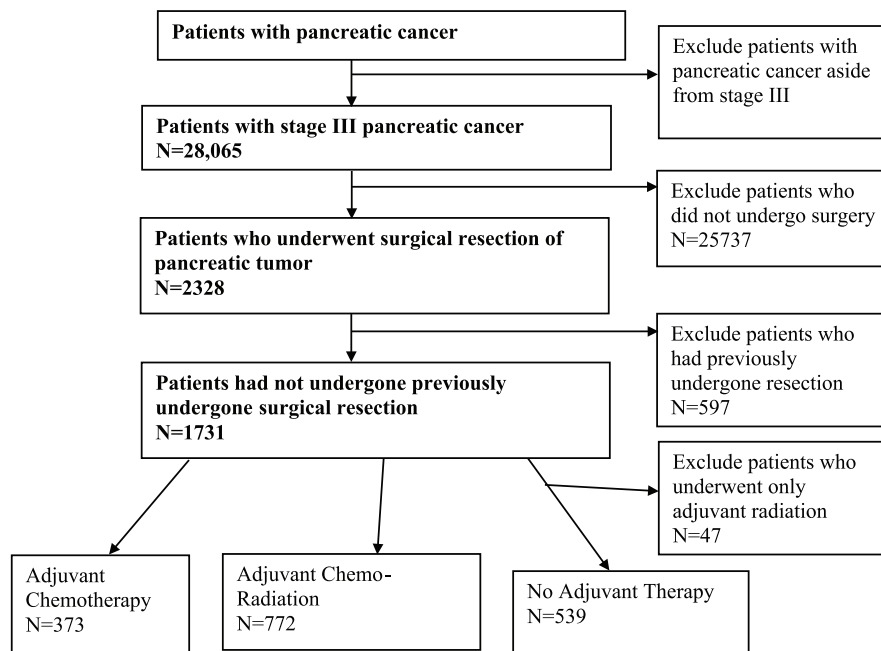 Patients with pancreatic cancer
Exclude patients with
pancreatic cancer aside
from stage III
Patients with stage III pancreatic cancer
N=28,065
Exclude patients who
did not undergo surgery
N=25737
Patients who underwent surgical resection of
pancreatic tumor
N=2328
Exclude patients who
had previously
undergone resection
N=597
Patients had not undergone previously
undergone surgical resection
N=1731
Exclude patients who
underwent only
adjuvant radiation
N=47
Adjuvant
Chemotherapy
N=373
Adjuvant Chemo-
Radiation
N=772
No Adjuvant Therapy
N=539